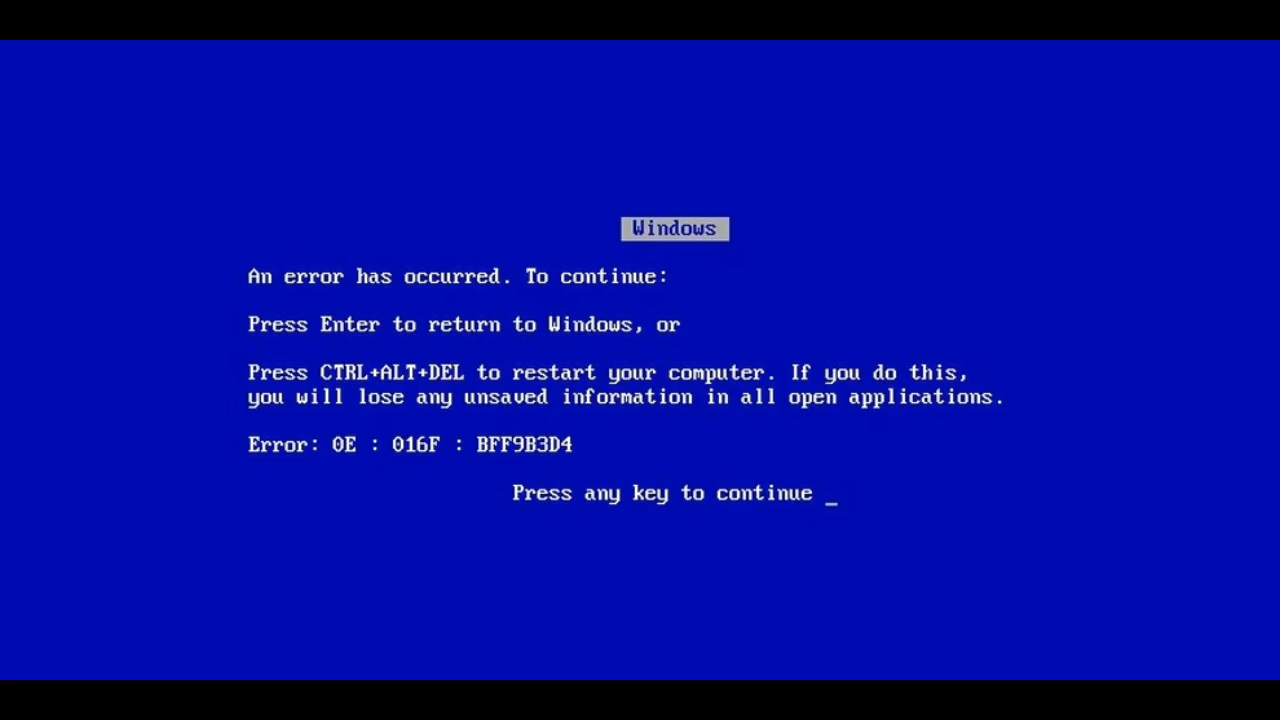 Windows
An error has occurred. To continue:
Press Enter to return to Windows, or
Press CTRL+ALT+DEL to restart your computer. If you do this,
you will lose any unsaved information in all open applications.
Error: 0E : 016F : BFF9B3D4
Press any key to continue _